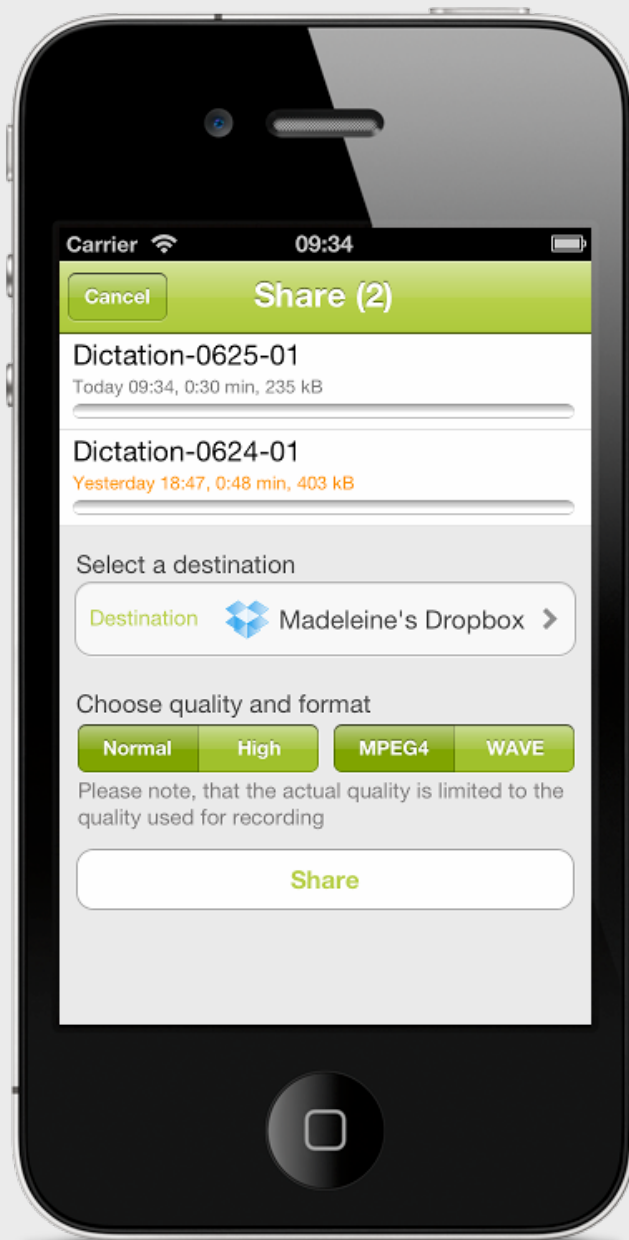 Carrier 09:34
Cancel Share (2)
Dictation-0625-01
Today 09:34, 0:30 min, 235 kB
Dictation-0624-01
Yesterday 18:47, 0:48 min, 403 kB
Select a destination
Destination Madeleine's Dropbox
Choose quality and format
Normal High MPEG4 WAVE
Please note, that the actual quality is limited to the
quality used for recording
Share